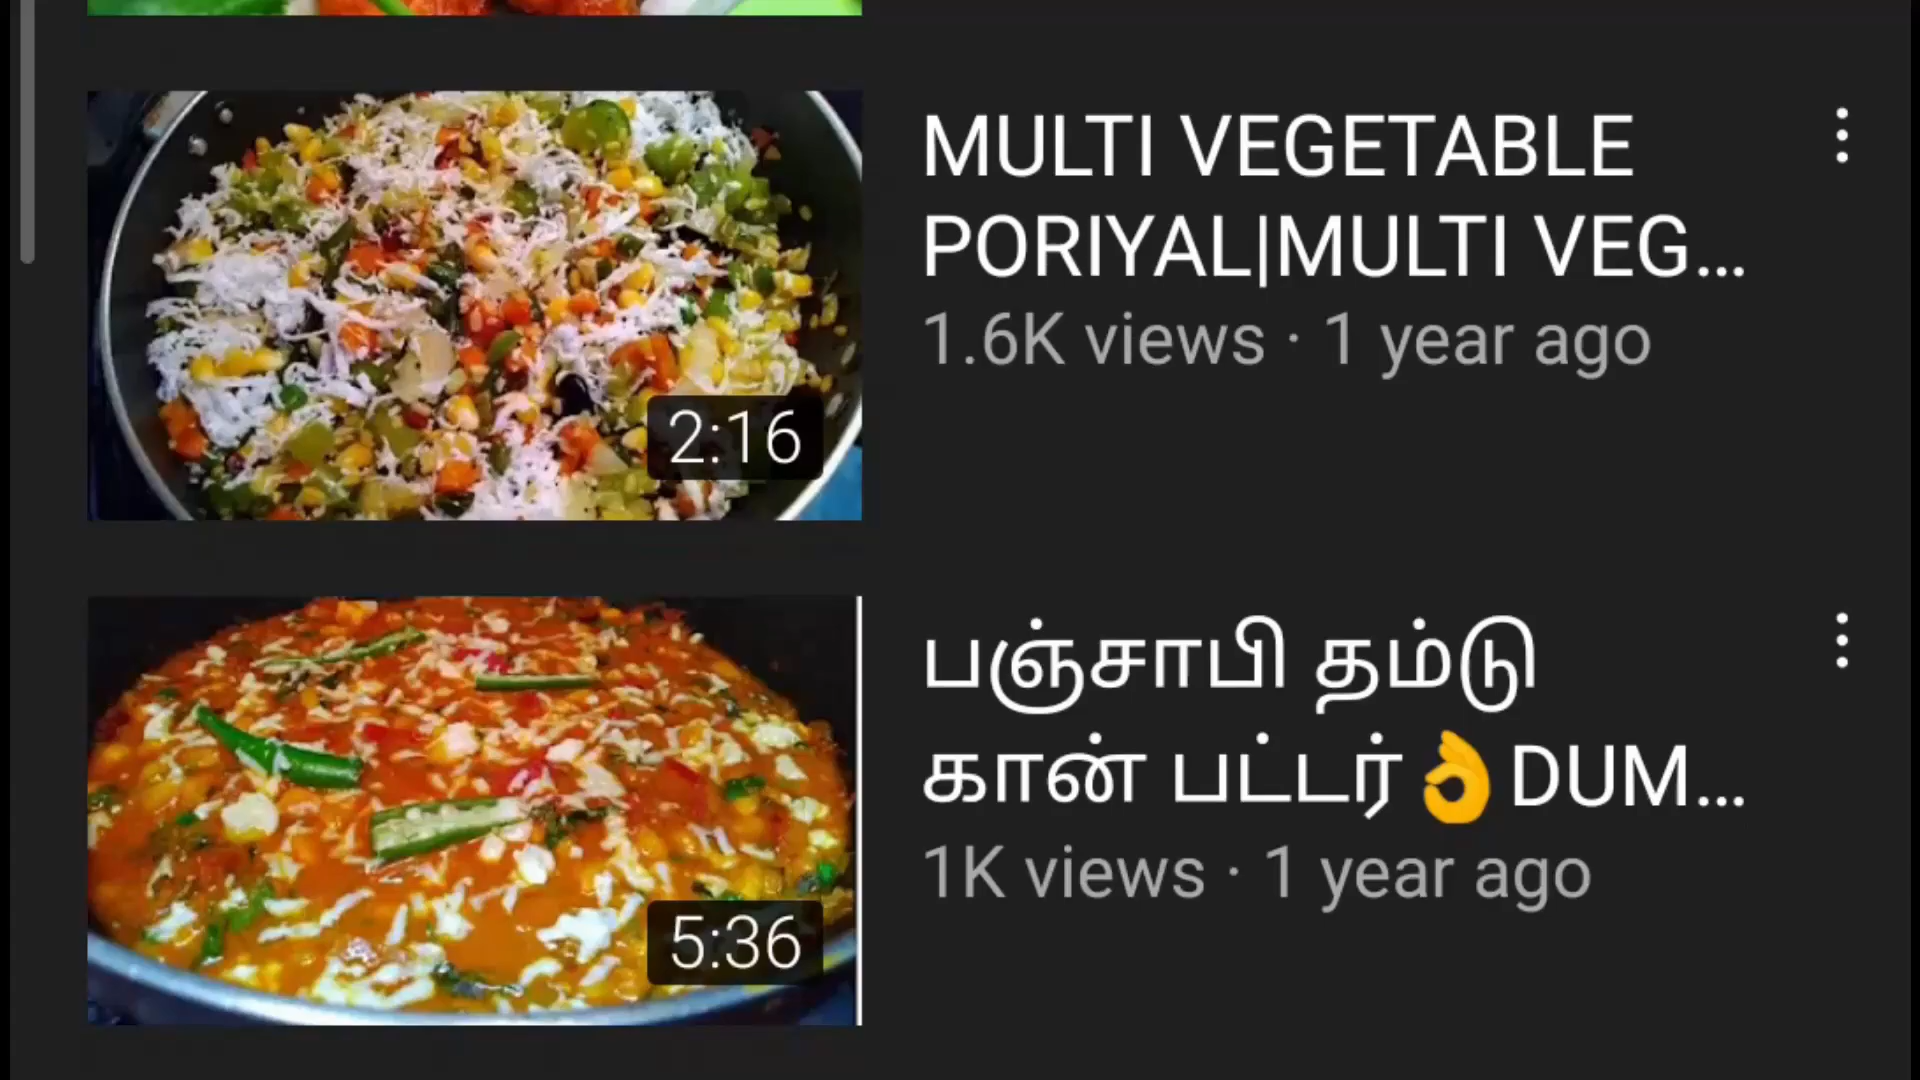 MULTI VEGETABLE
PORIYAL|MULTI VEG...
1.6K views · 1 year ago
2:16
பஞ்சாபி தம்டு
கான் பட்டர்👌DUM...
1K views · 1 year ago
5:36